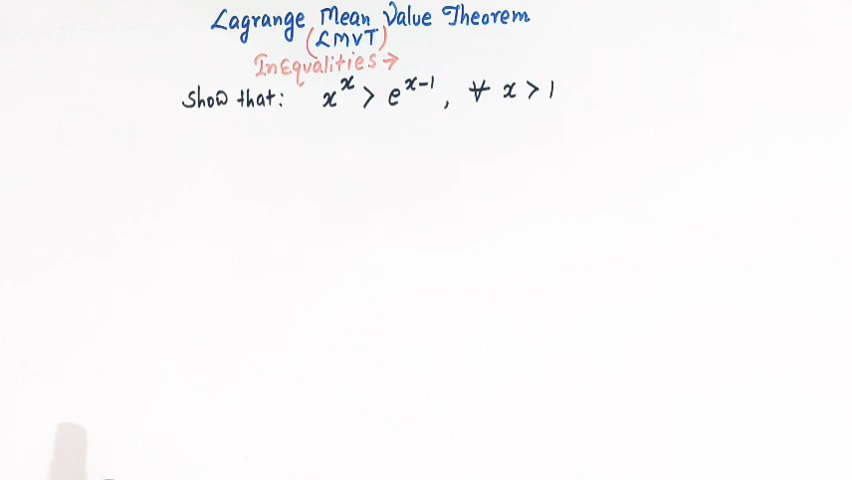 Lagrange Mean Value Theorem
(LMVT)
Inequalities →
Show that: x^x > e^{x-1}, ∀ x > 1